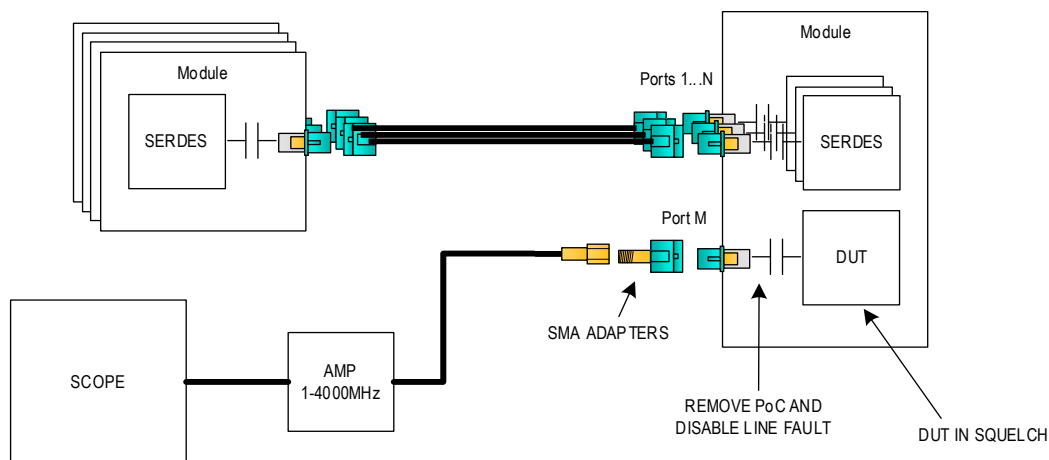 Module
Module
Ports 1...N
SERDES
SERDES
Port M
DUT
SMA ADAPTERS
SCOPE
AMP
1-4000MHz
REMOVE PoC AND
DISABLE LINE FAULT
DUT IN SQUELCH